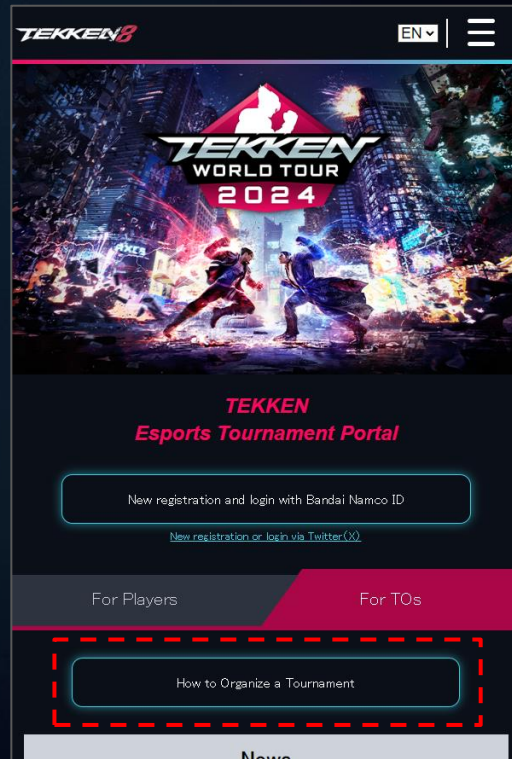 TEKKEN8
EN
TEKKEN
WORLD TOUR
2024
TEKKEN
Esports Tournament Portal
New registration and login with Bandai Namco ID
New registration or login via Twitter(X)
For Players
For TOs
How to Organize a Tournament
News